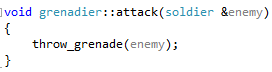 void grenadier::attack(soldier &enemy)
{
    throw_grenade(enemy);
}